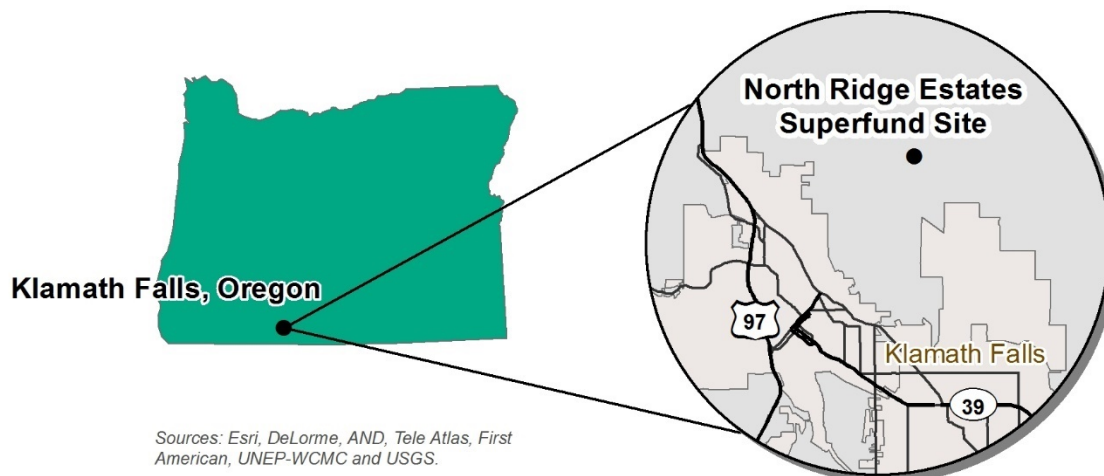 North Ridge Estates
Superfund Site
Klamath Falls, Oregon
97
Klamath Falls
39
Sources: Esri, DeLorme, AND, Tele Atlas, First
American, UNEP-WCMC and USGS.